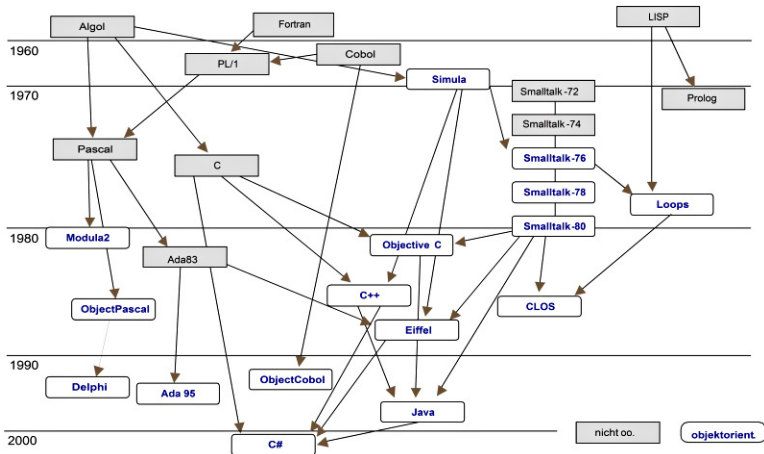 Algol
Fortran
LISP
1960
Cobol
PL/1
Simula
1970
Smalltalk-72
Prolog
Smalltalk-74
Pascal
Smalltalk-76
C
Smalltalk-78
Loops
1980
Modula2
Smalltalk-80
Objective C
Ada83
C++
ObjectPascal
CLOS
Eiffel
1990
Delphi
Ada 95
ObjectCobol
Java
2000
C#
nicht oo.
objektorient.